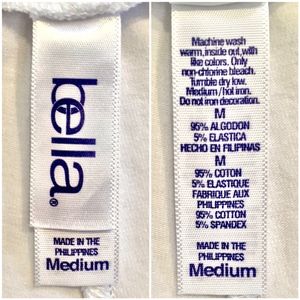 bella.®
MADE IN THE
PHILIPPINES
Medium
Machine wash
warm, inside out, with
like colors. Only
non-chlorine bleach.
Tumble dry low.
Medium / hot iron.
Do not iron decoration.
M
95% ALGODON
5% ELASTICA
HECHO EN FILIPINAS
M
95% COTON
5% ELASTIQUE
FABRIQUE AUX
PHILIPPINES
95% COTTON
5% SPANDEX
MADE IN THE
PHILIPPINES
Medium